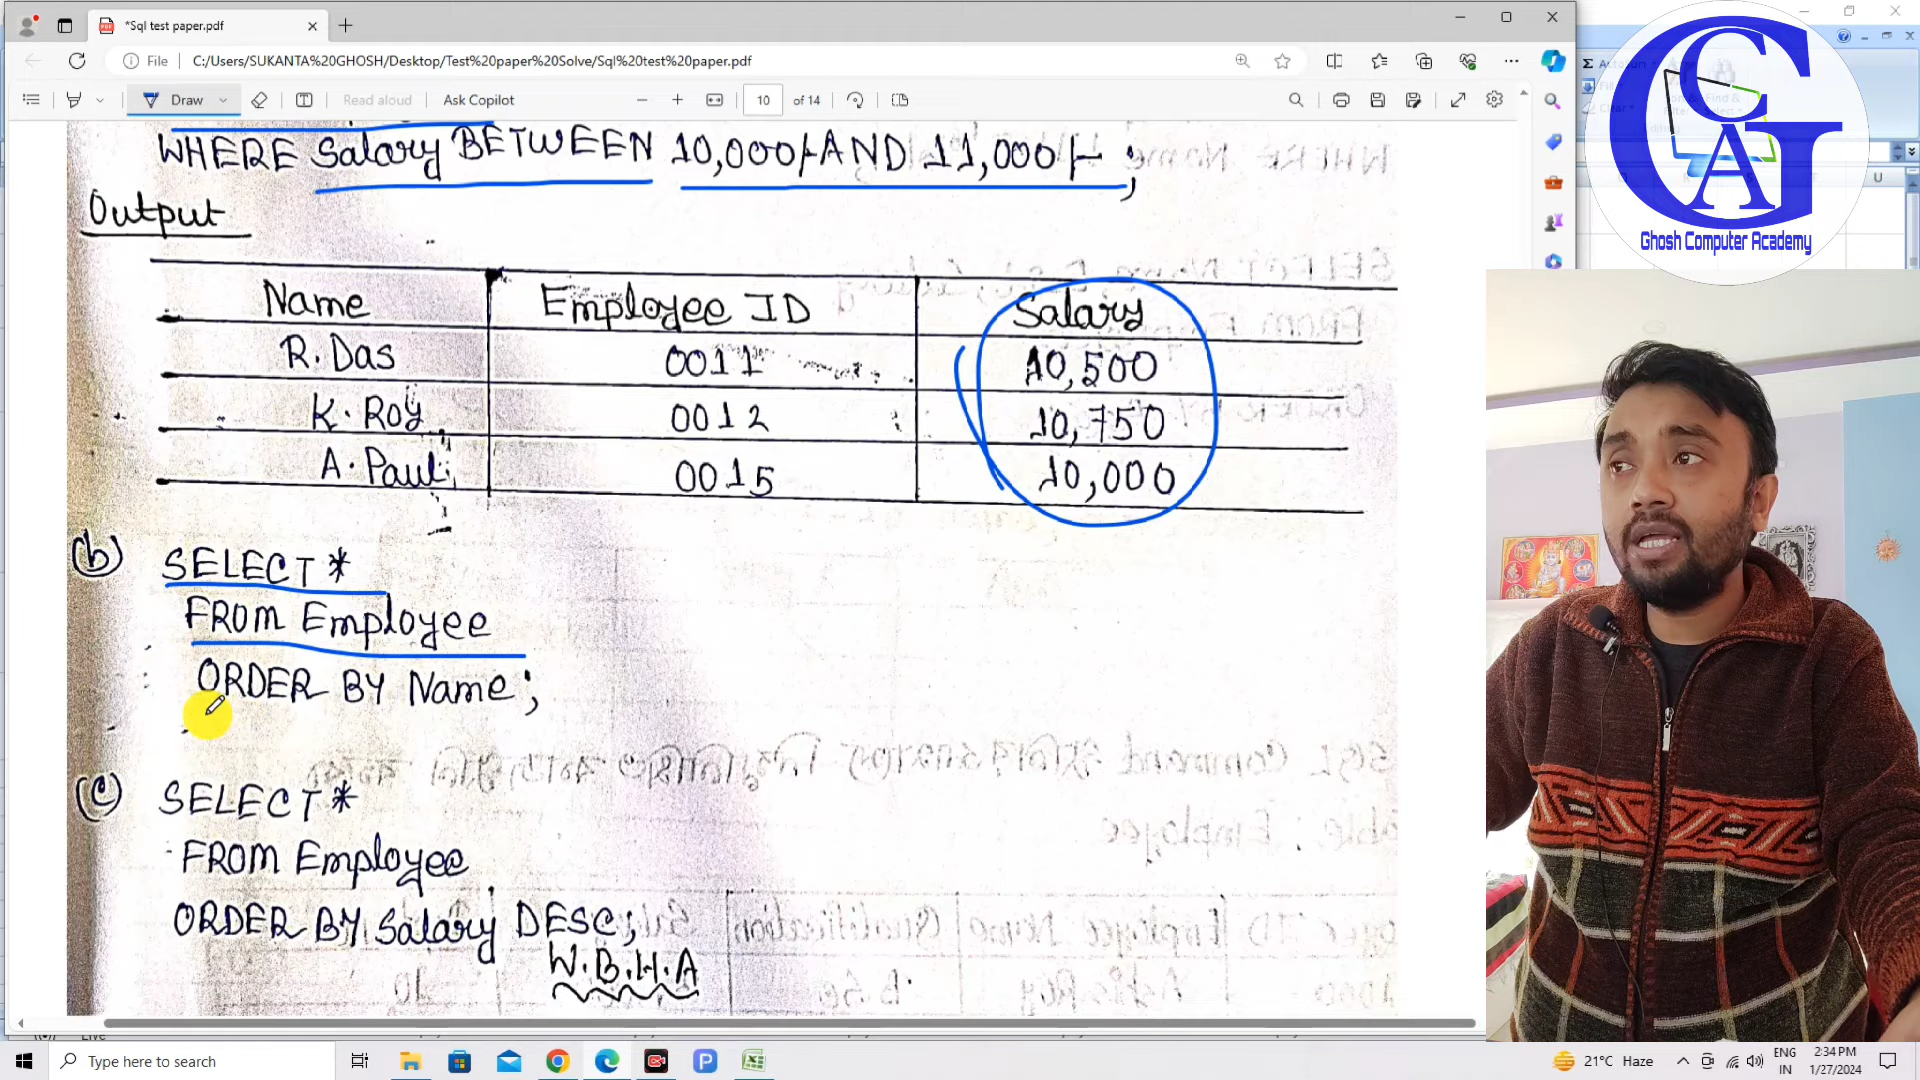 *Sql test paper.pdf
File C:/Users/SUKANTA%20GHOSH/Desktop/Test%20paper%20Solve/Sql%20test%20paper.pdf
Draw Read aloud Ask Copilot 10 of 14
WHERE Salary BETWEEN 10,000/- AND 11,000/- ;
Output
Name Employee ID Salary
R. Das 0011 10,500
K. Roy 0012 10,750
A. Paul 0015 10,000
(b) SELECT *
FROM Employee
ORDER BY Name ;
(c) SELECT *
FROM Employee
ORDER BY Salary DESC;
W.B.H.A
CGA
Ghosh Computer Academy
U
Type here to search
21°C Haze
ENG
IN
2:34 PM
1/27/2024